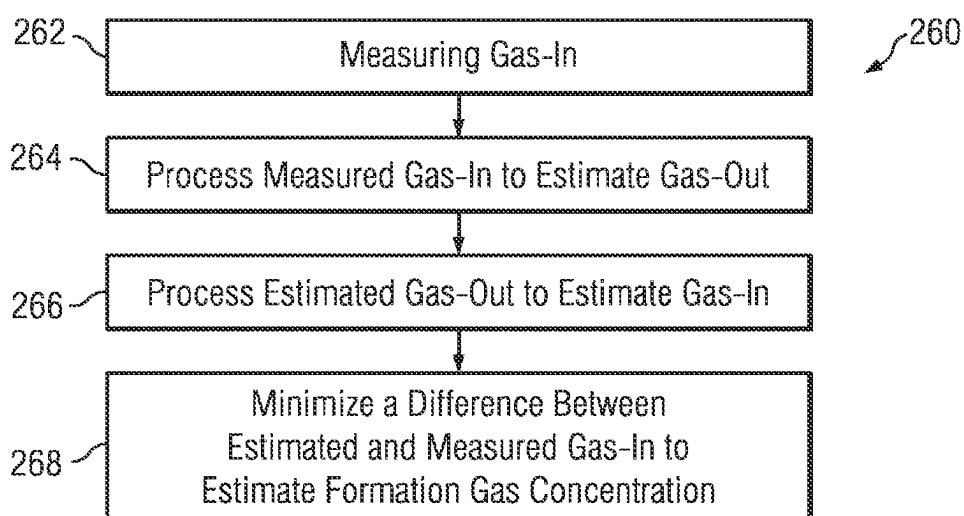 262
Measuring Gas-In
260
264
Process Measured Gas-In to Estimate Gas-Out
266
Process Estimated Gas-Out to Estimate Gas-In
268
Minimize a Difference Between
Estimated and Measured Gas-In to
Estimate Formation Gas Concentration